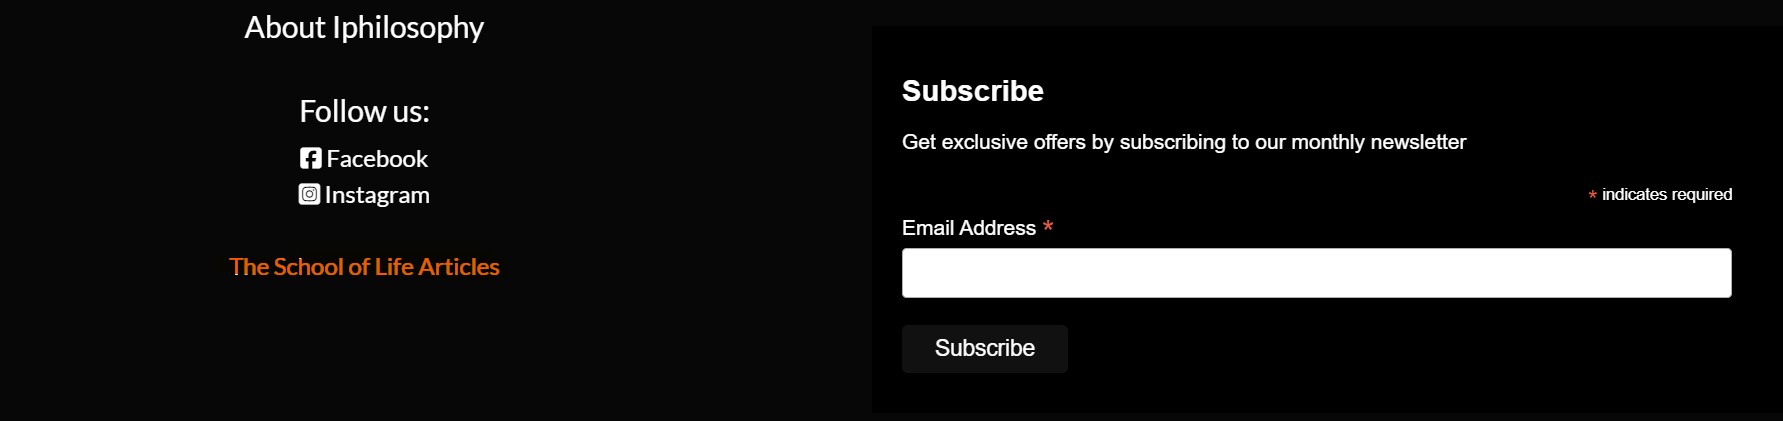 About Iphilosophy
Follow us:
Facebook
Instagram
The School of Life Articles
Subscribe
Get exclusive offers by subscribing to our monthly newsletter
* indicates required
Email Address *
Subscribe